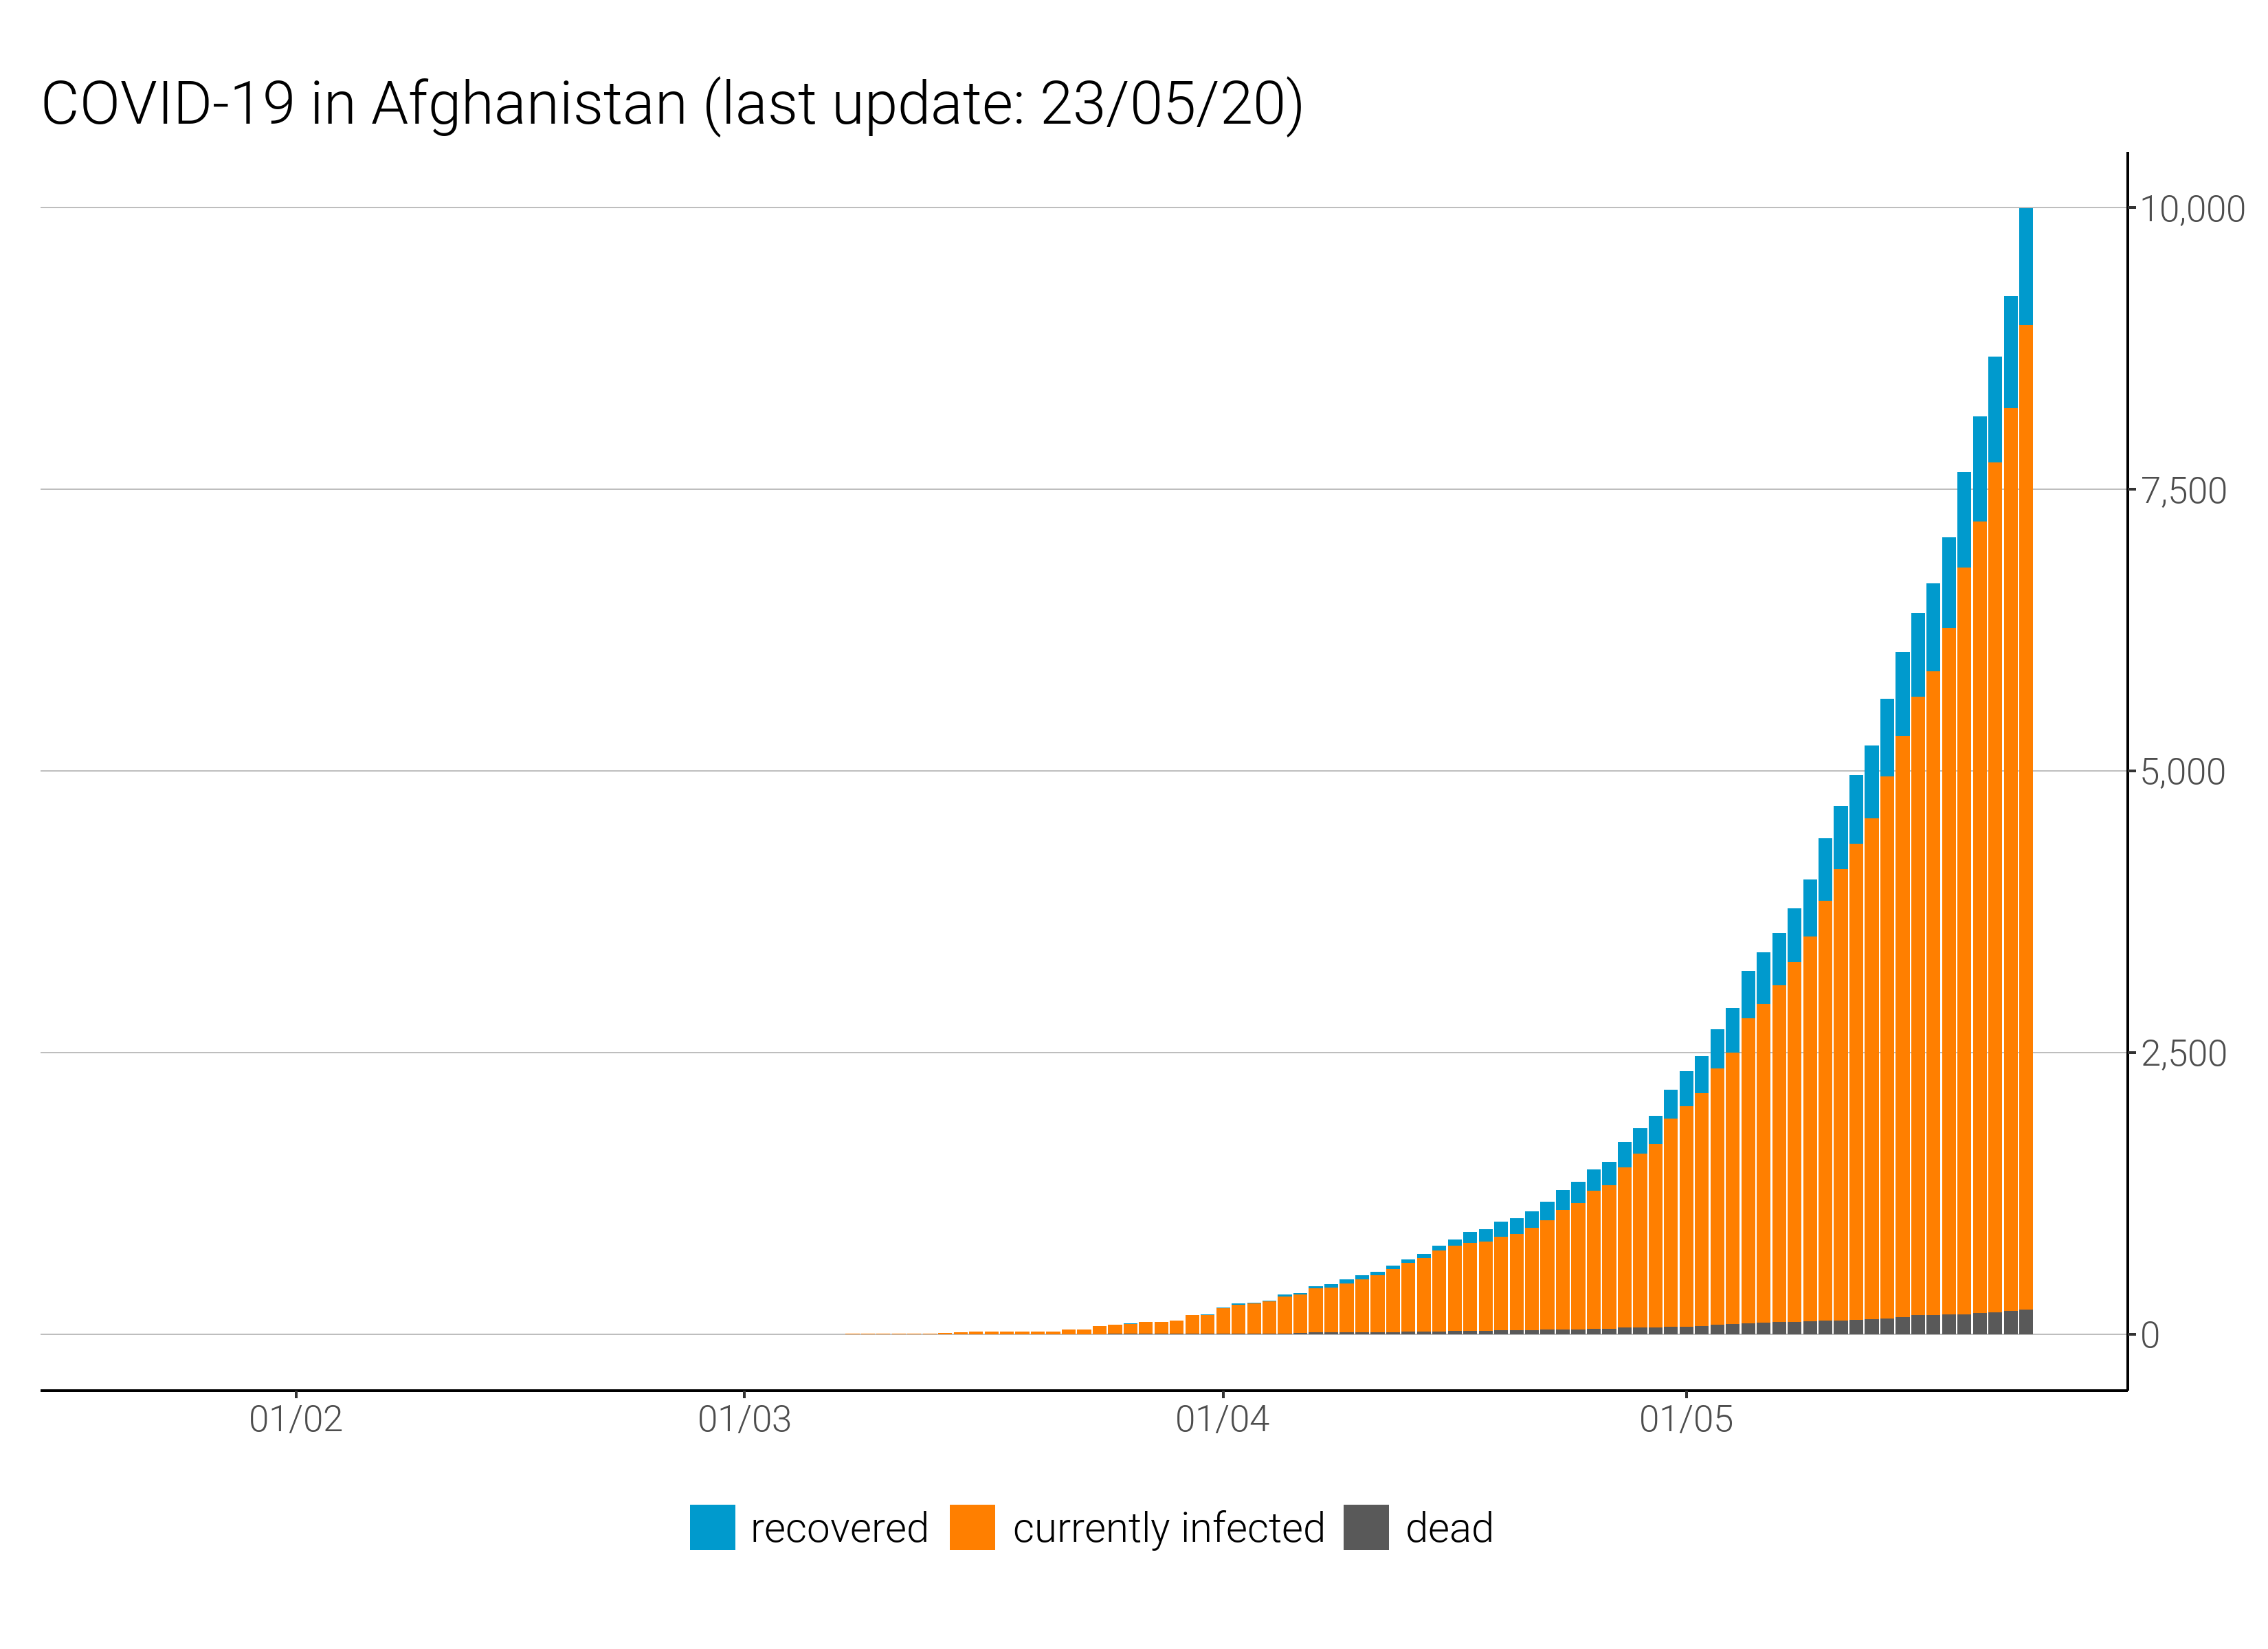 COVID-19 in Afghanistan (last update: 23/05/20)
10,000
7,500
5,000
2,500
0
01/02 01/03 01/04 01/05
recovered currently infected dead